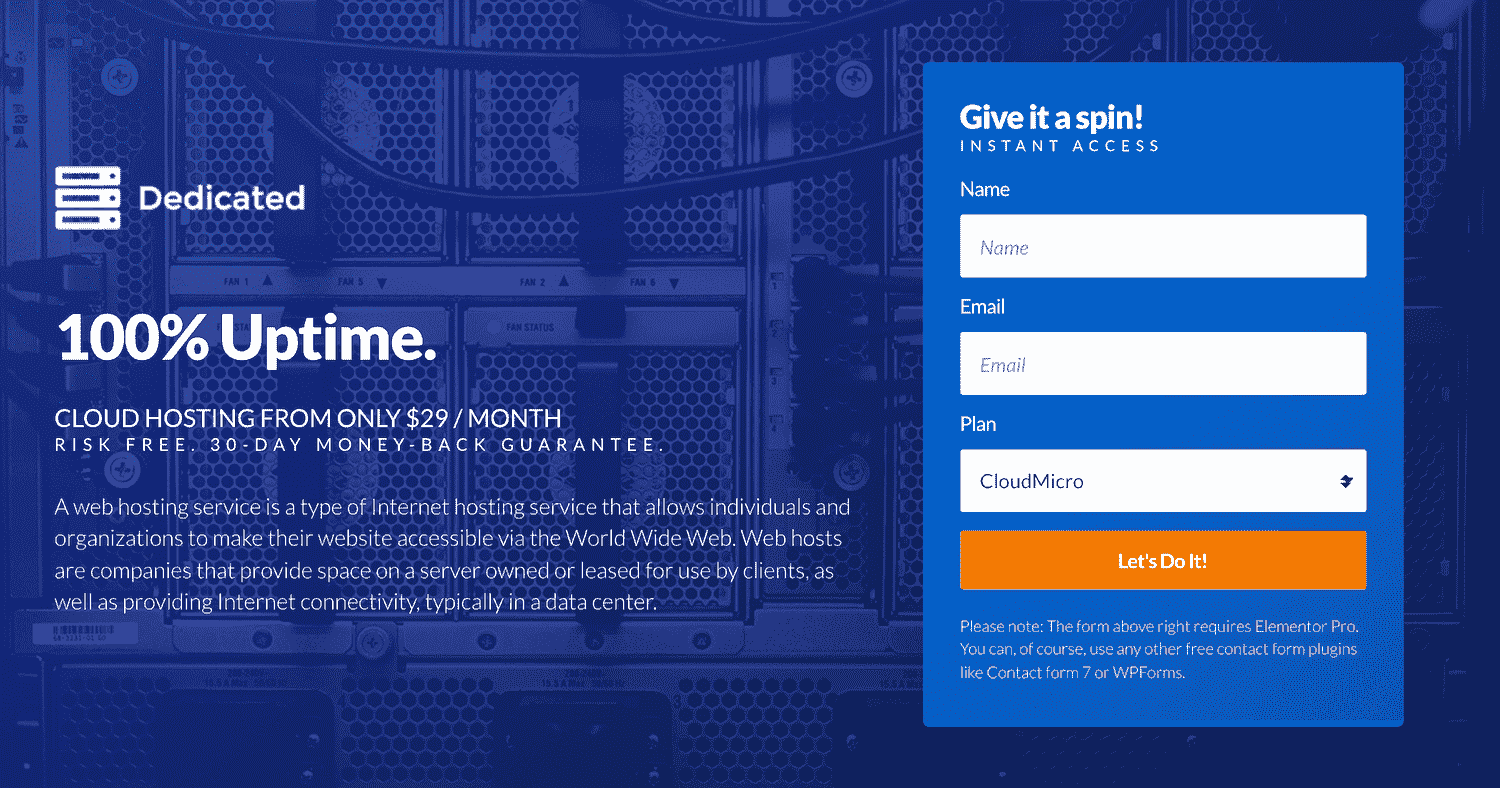 Dedicated
100% Uptime.
CLOUD HOSTING FROM ONLY $29 / MONTH
RISK FREE. 30-DAY MONEY-BACK GUARANTEE.
A web hosting service is a type of Internet hosting service that allows individuals and
organizations to make their website accessible via the World Wide Web. Web hosts
are companies that provide space on a server owned or leased for use by clients, as
well as providing Internet connectivity, typically in a data center.
Give it a spin!
INSTANT ACCESS
Name
Name
Email
Email
Plan
CloudMicro
Let's Do It!
Please note: The form above right requires Elementor Pro.
You can, of course, use any other free contact form plugins
like Contact form 7 or WPForms.
FAN 1
FAN 5
FAN 2
FAN 6
FAN STATUS